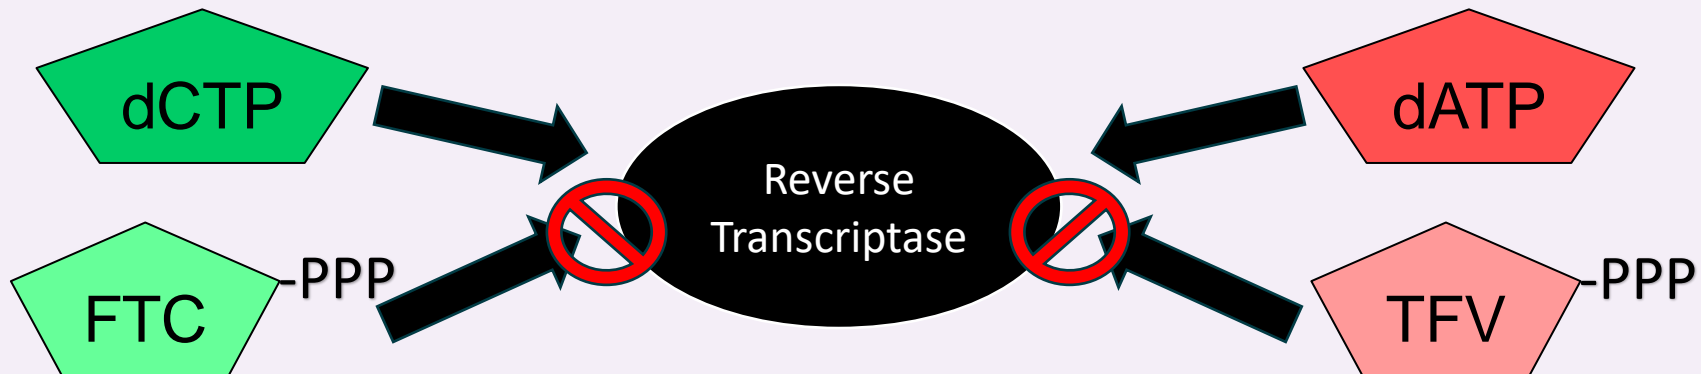 dCTP
dATP
Reverse
Transcriptase
FTC
-PPP
TFV
-PPP